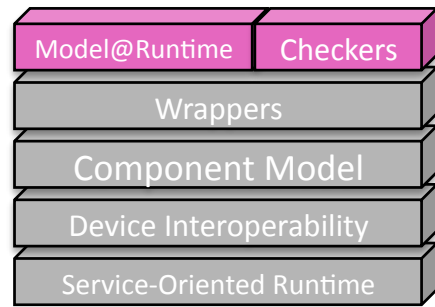 Model@Runtime Checkers
Wrappers
Component Model
Device Interoperability
Service-Oriented Runtime